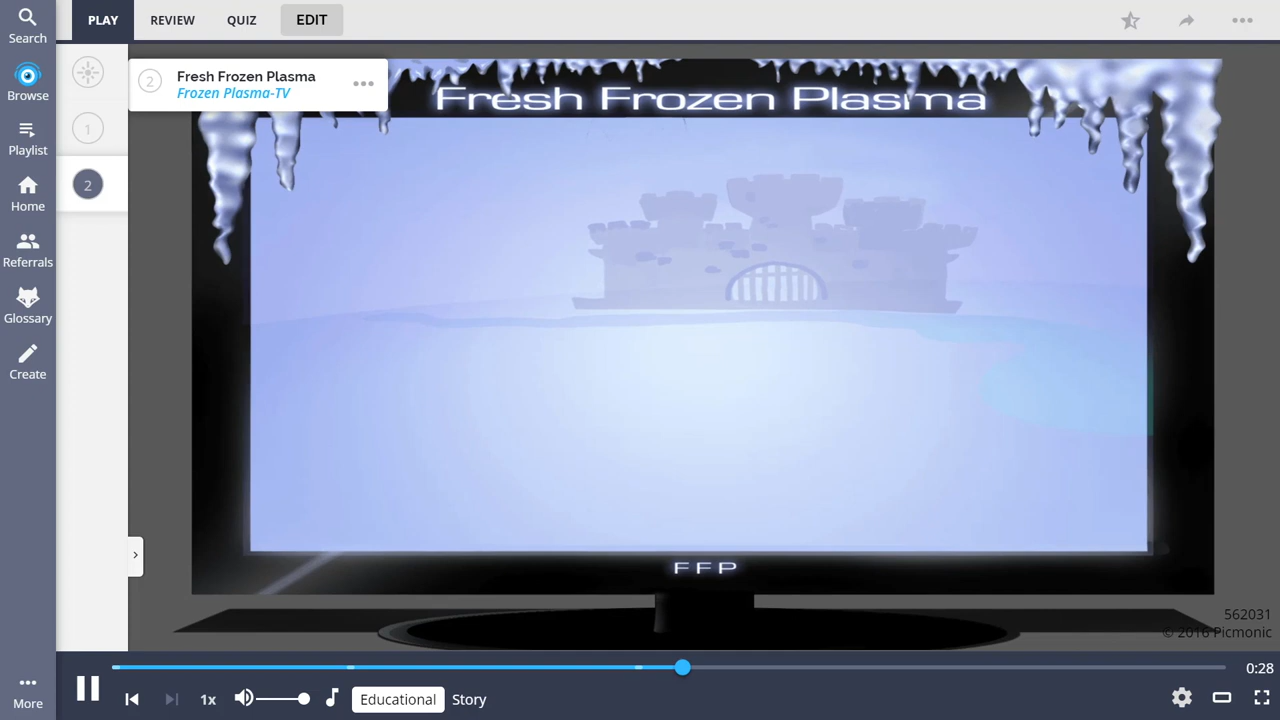 Search
Browse
Playlist
Home
Referrals
Glossary
Create
More
PLAY REVIEW QUIZ EDIT
1
2
2 Fresh Frozen Plasma
Frozen Plasma-TV
Fresh Frozen Plasma
FFP
562031
© 2016 Picmonic
0:28
1x Educational Story